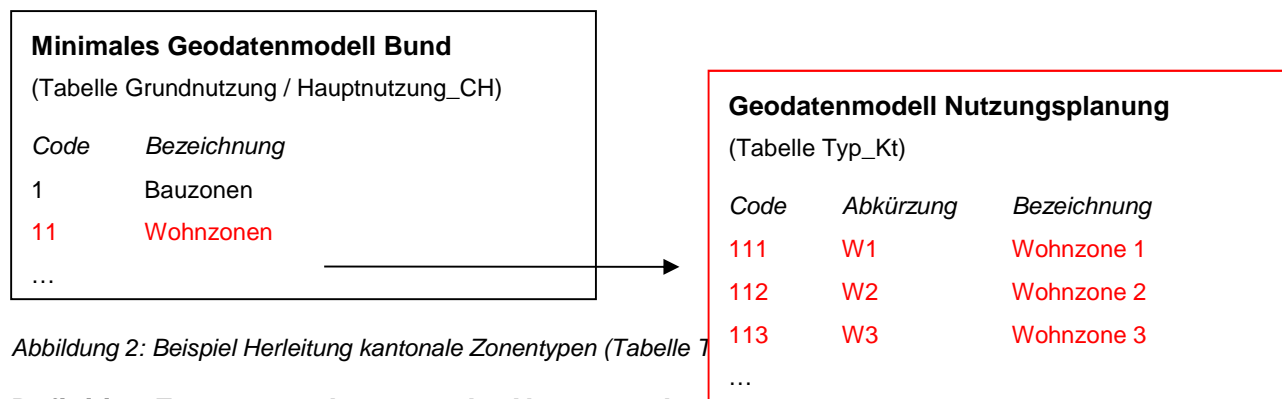 Minimales Geodatenmodell Bund
(Tabelle Grundnutzung / Hauptnutzung_CH)
Code Bezeichnung
1 Bauzonen
11 Wohnzonen
…
Geodatenmodell Nutzungsplanung
(Tabelle Typ_Kt)
Code Abkürzung Bezeichnung
111 W1 Wohnzone 1
112 W2 Wohnzone 2
113 W3 Wohnzone 3
…
Abbildung 2: Beispiel Herleitung kantonale Zonentypen (Tabelle T